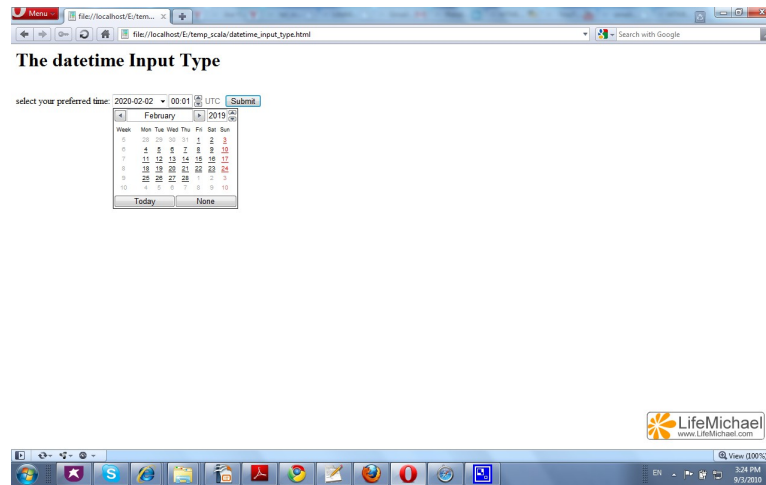 Menu
file://localhost/E:/tem...
file://localhost/E:/temp_scala/datetime_input_type.html
Search with Google
The datetime Input Type
select your preferred time: 2020-02-02 00:01 UTC Submit
February 2019
Week Mon Tue Wed Thu Fri Sat Sun
5 28 29 30 31 1 2 3
6 4 5 6 7 8 9 10
7 11 12 13 14 15 16 17
8 18 19 20 21 22 23 24
9 25 26 27 28 1 2 3
10 4 5 6 7 8 9 10
Today None
LifeMichael
www.LifeMichael.com
View (100%)
EN
3:24 PM
9/3/2010